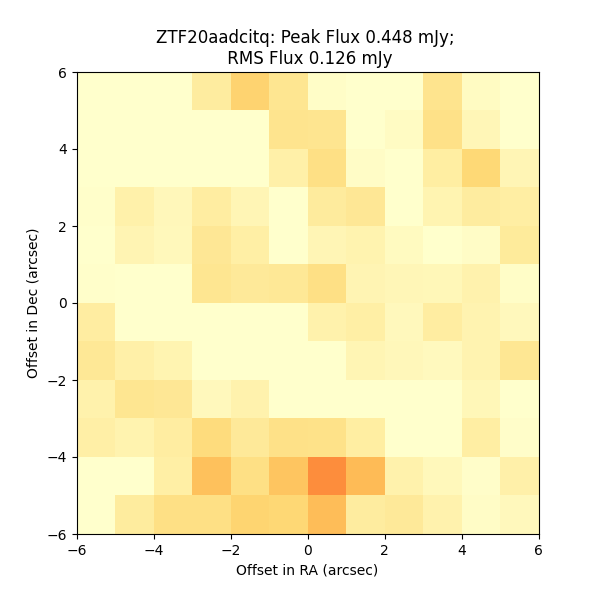 ZTF20aadcitq: Peak Flux 0.448 mJy;
RMS Flux 0.126 mJy
6
4
2
0
−2
−4
−6
Offset in Dec (arcsec)
−6 −4 −2 0 2 4 6
Offset in RA (arcsec)